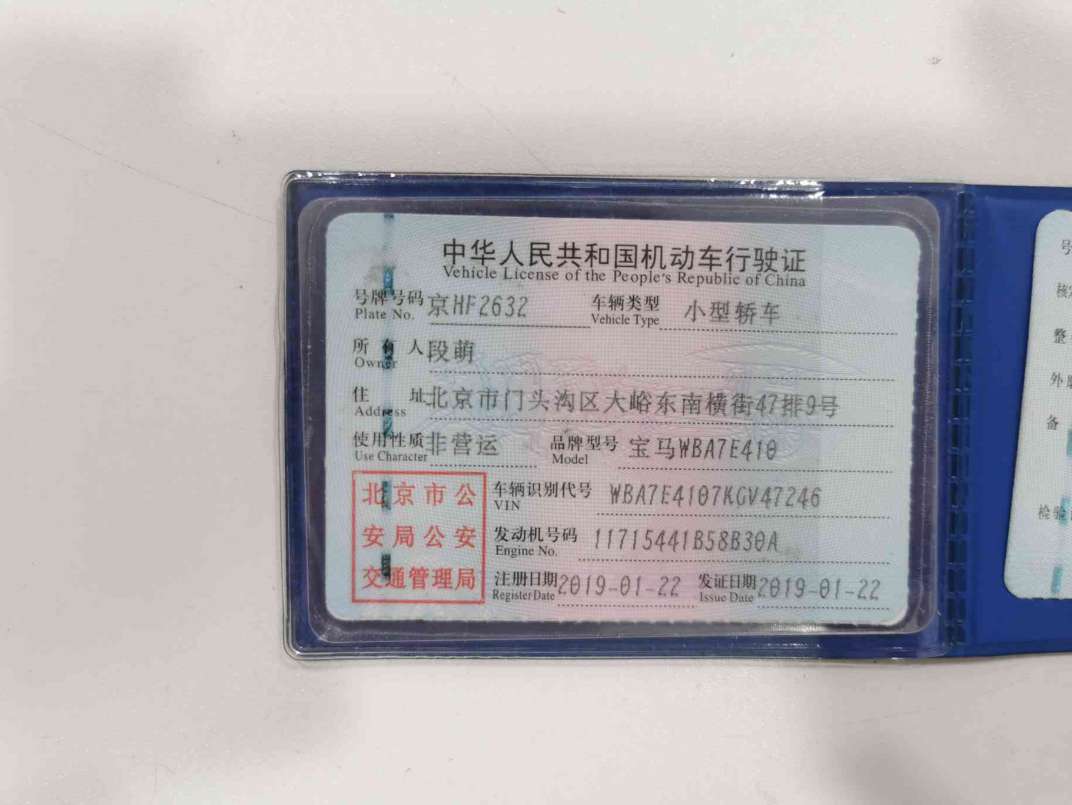 中华人民共和国机动车行驶证
Vehicle License of the People's Republic of China
号牌号码 京HF2632 车辆类型 小型轿车
Plate No. Vehicle Type
所有人 段萌
Owner
住址 北京市门头沟区大峪东南横街47排9号
Address
使用性质 非营运 品牌型号 宝马WBA7E410
Use Character Model
北京市公
安局公安
交通管理局
车辆识别代号 WBA7E4107KGV47246
VIN
发动机号码 11715441B58B30A
Engine No.
注册日期 2019-01-22 发证日期 2019-01-22
Register Date Issue Date
号
核
整
外
备
检验